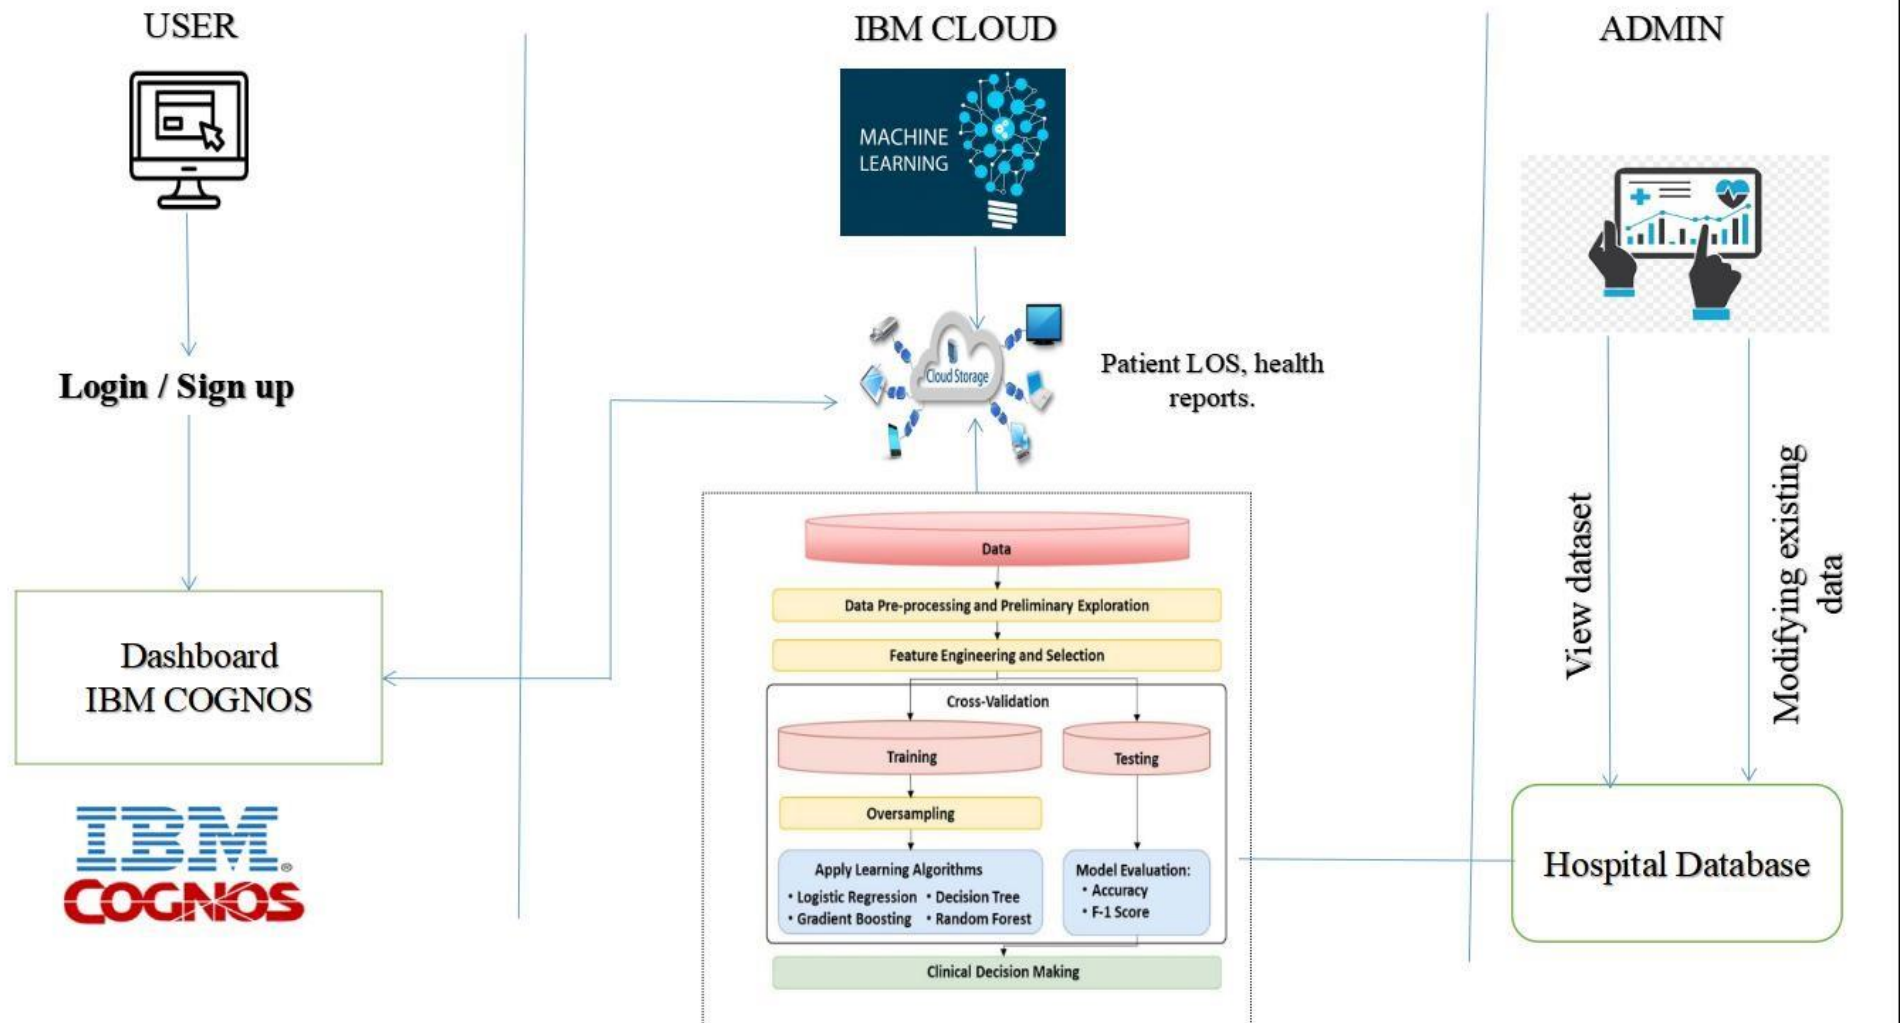 USER
Login / Sign up
Dashboard
IBM COGNOS
IBM®
COGNOS
IBM CLOUD
MACHINE
LEARNING
Cloud Storage
Patient LOS, health
reports.
Data
Data Pre-processing and Preliminary Exploration
Feature Engineering and Selection
Cross-Validation
Training
Testing
Oversampling
Apply Learning Algorithms
• Logistic Regression • Decision Tree
• Gradient Boosting • Random Forest
Model Evaluation:
• Accuracy
• F-1 Score
Clinical Decision Making
ADMIN
View dataset
Modifying existing
data
Hospital Database